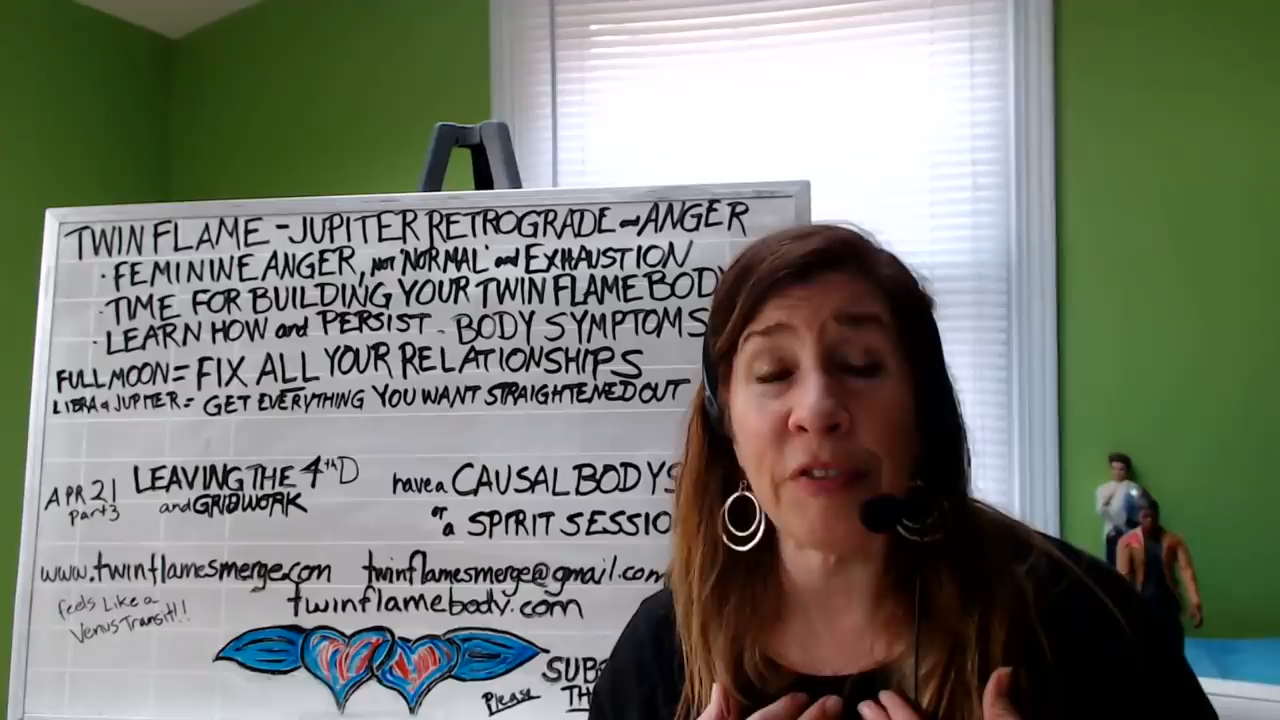 TWIN FLAME - JUPITER RETROGRADE → ANGER
· FEMININE ANGER, NOT 'NORMAL' and EXHAUSTION
· TIME FOR BUILDING YOUR TWIN FLAME BODY
· LEARN HOW and PERSIST - BODY SYMPTOMS
FULL MOON = FIX ALL YOUR RELATIONSHIPS
LIBRA & JUPITER = GET EVERYTHING YOU WANT STRAIGHTENED OUT
APR 21 LEAVING THE 4th D
part 3 and GRIDWORK
have a CAUSAL BODY S
or a SPIRIT SESSIO
www.twinflamesmerge.com twinflamesmerge@gmail.com
twinflamebody.com
feels Like a
Venus Transit!!
Please SUB
TH